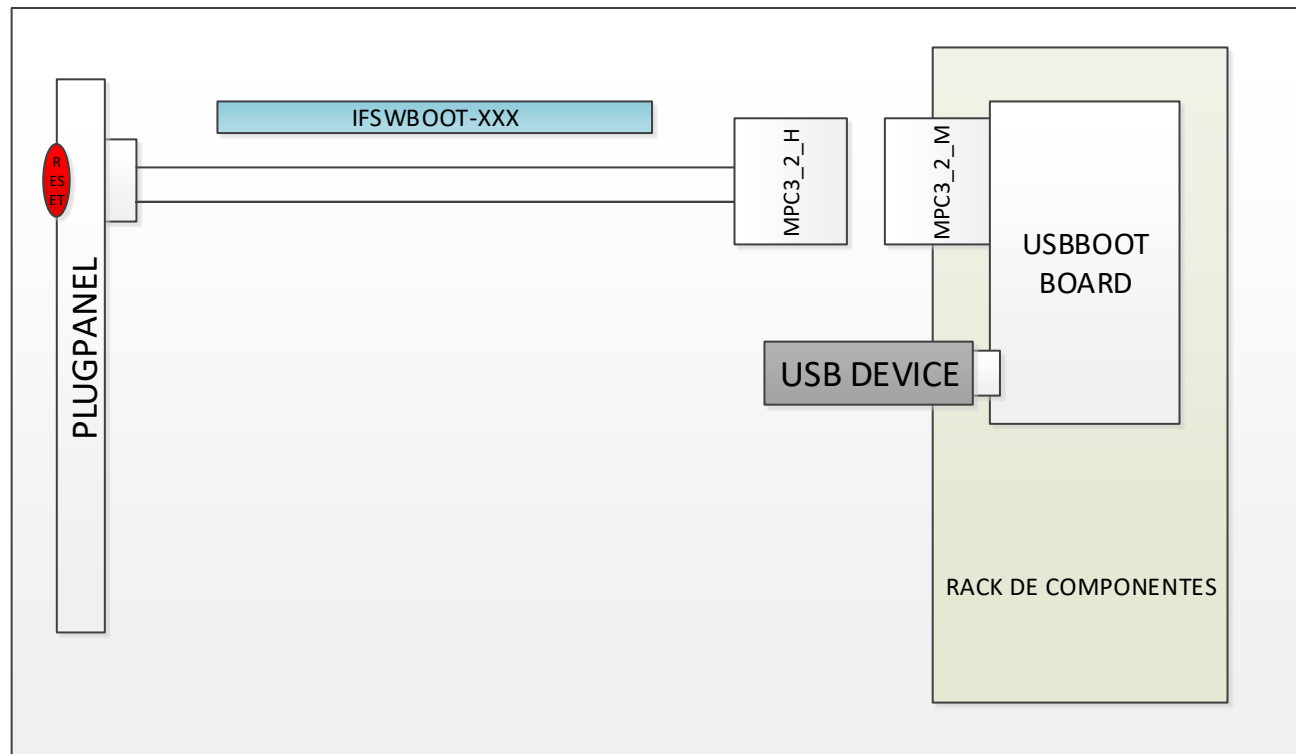 IFSWBOOT-XXX
R
ES
ET
PLUGPANEL
MPC3_2_H
MPC3_2_M
USBBOOT
BOARD
USB DEVICE
RACK DE COMPONENTES